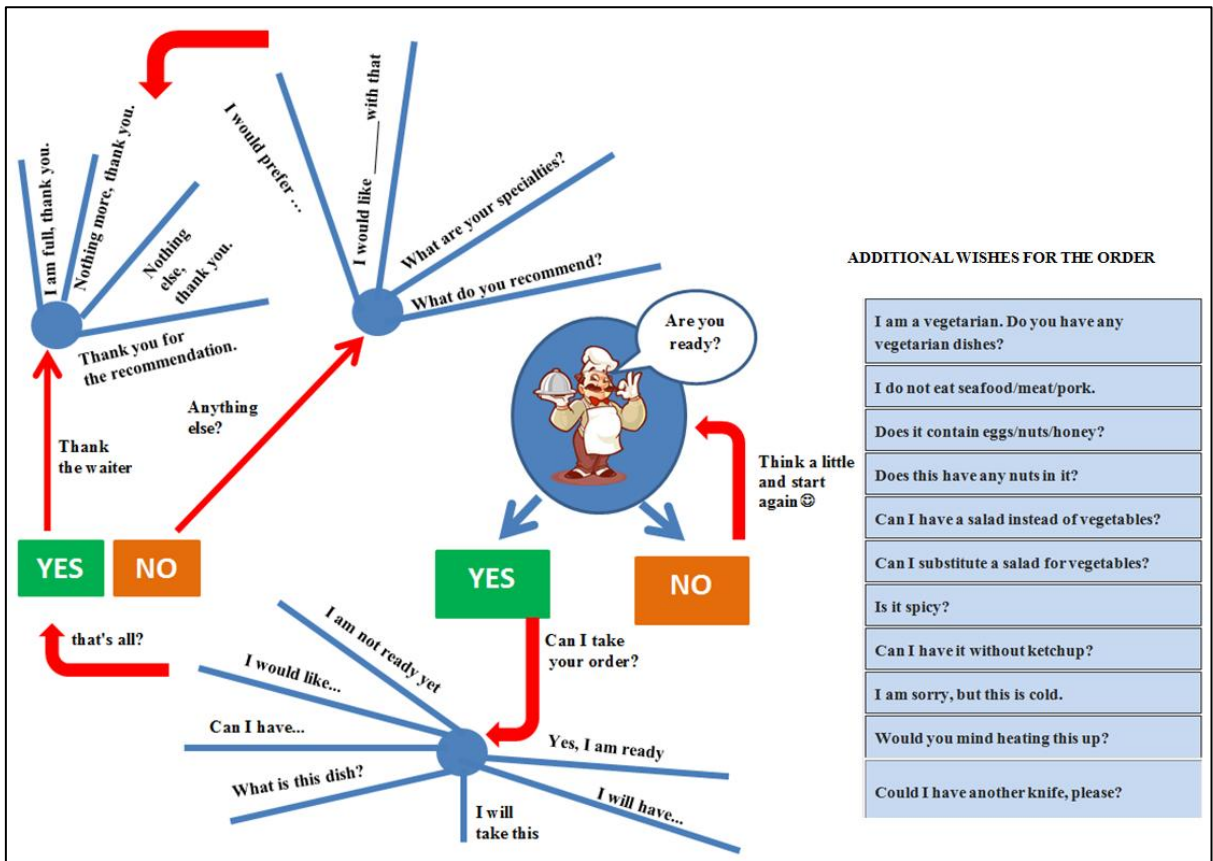 I am full, thank you.
Nothing more, thank you.
Nothing
else,
thank you.
Thank you for
the recommendation.
I would prefer ...
I would like _____ with that
What are your specialties?
What do you recommend?
Are you
ready?
Thank
the waiter
Anything
else?
Think a little
and start
again☺
YES
NO
YES
NO
that's all?
Can I take
your order?
I am not ready yet
I would like...
Can I have...
What is this dish?
I will
take this
I will have...
Yes, I am ready
ADDITIONAL WISHES FOR THE ORDER
I am a vegetarian. Do you have any
vegetarian dishes?
I do not eat seafood/meat/pork.
Does it contain eggs/nuts/honey?
Does this have any nuts in it?
Can I have a salad instead of vegetables?
Can I substitute a salad for vegetables?
Is it spicy?
Can I have it without ketchup?
I am sorry, but this is cold.
Would you mind heating this up?
Could I have another knife, please?